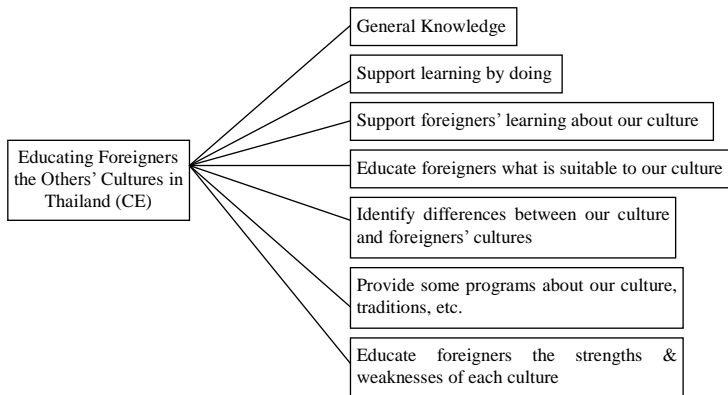 General Knowledge
Support learning by doing
Support foreigners' learning about our culture
Educating Foreigners
the Others' Cultures in
Thailand (CE)
Educate foreigners what is suitable to our culture
Identify differences between our culture
and foreigners' cultures
Provide some programs about our culture,
traditions, etc.
Educate foreigners the strengths &
weaknesses of each culture